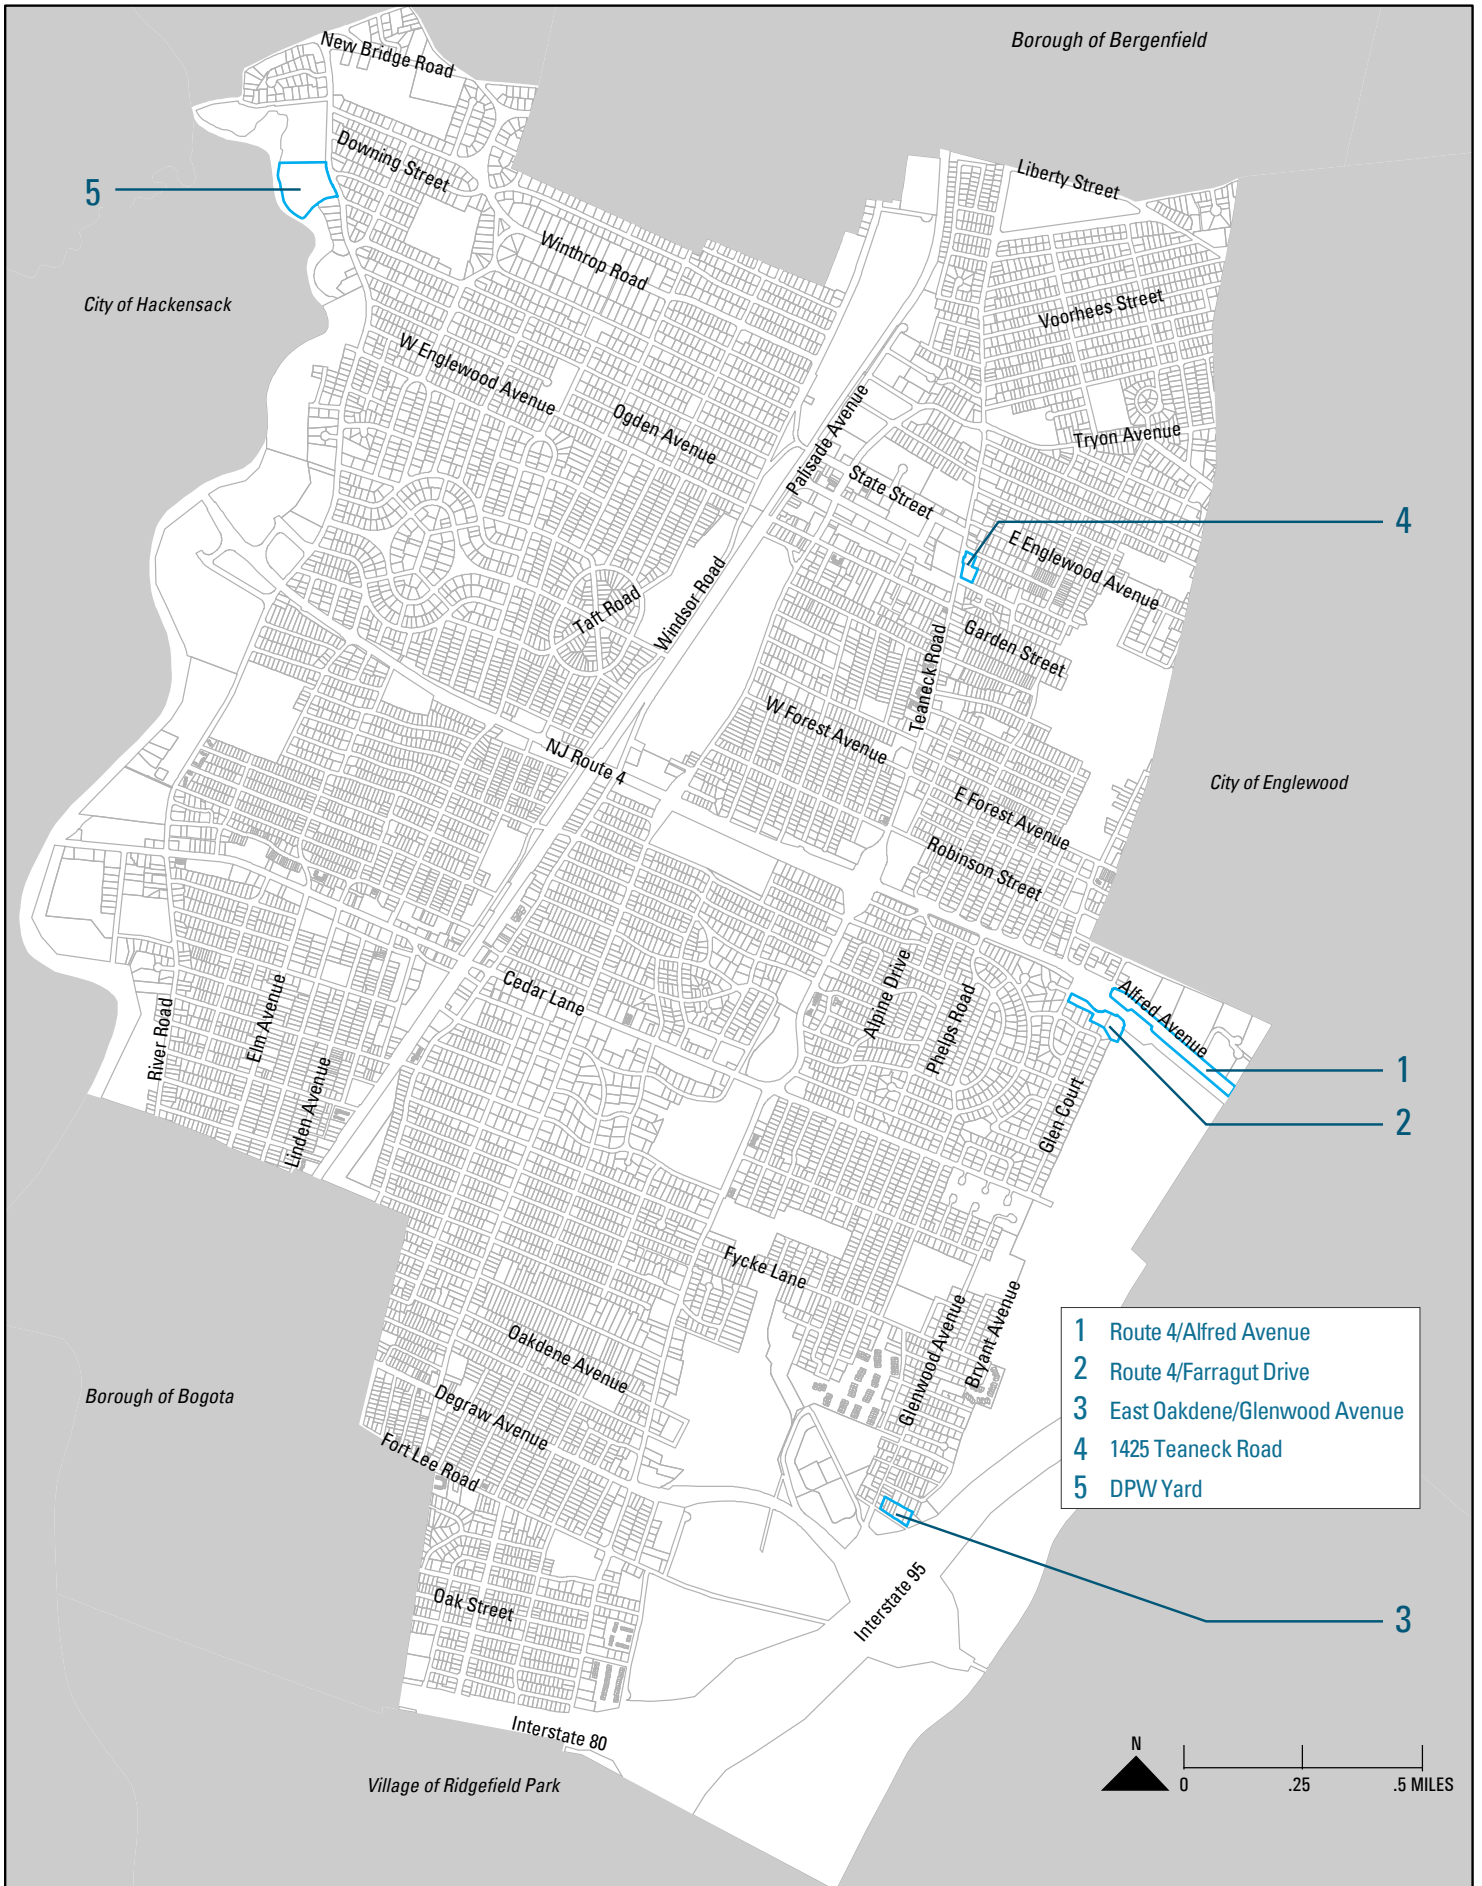 New Bridge Road
Borough of Bergenfield
Downing Street
Liberty Street
5
Winthrop Road
City of Hackensack
Voorhees Street
W Englewood Avenue
Ogden Avenue
Palisade Avenue
Tryon Avenue
State Street
4
E Englewood Avenue
Taft Road
Windsor Road
Garden Street
Teaneck Road
W Forest Avenue
NJ Route 4
City of Englewood
E Forest Avenue
Robinson Street
Cedar Lane
Alpine Drive
Phelps Road
Alfred Avenue
River Road
Elm Avenue
Linden Avenue
Glen Court
1
2
Fycke Lane
Glenwood Avenue
Bryant Avenue
Oakdene Avenue
Borough of Bogota
Degraw Avenue
Fort Lee Road
1 Route 4/Alfred Avenue
2 Route 4/Farragut Drive
3 East Oakdene/Glenwood Avenue
4 1425 Teaneck Road
5 DPW Yard
Interstate 95
Oak Street
3
Interstate 80
Village of Ridgefield Park
N
0 .25 .5 MILES